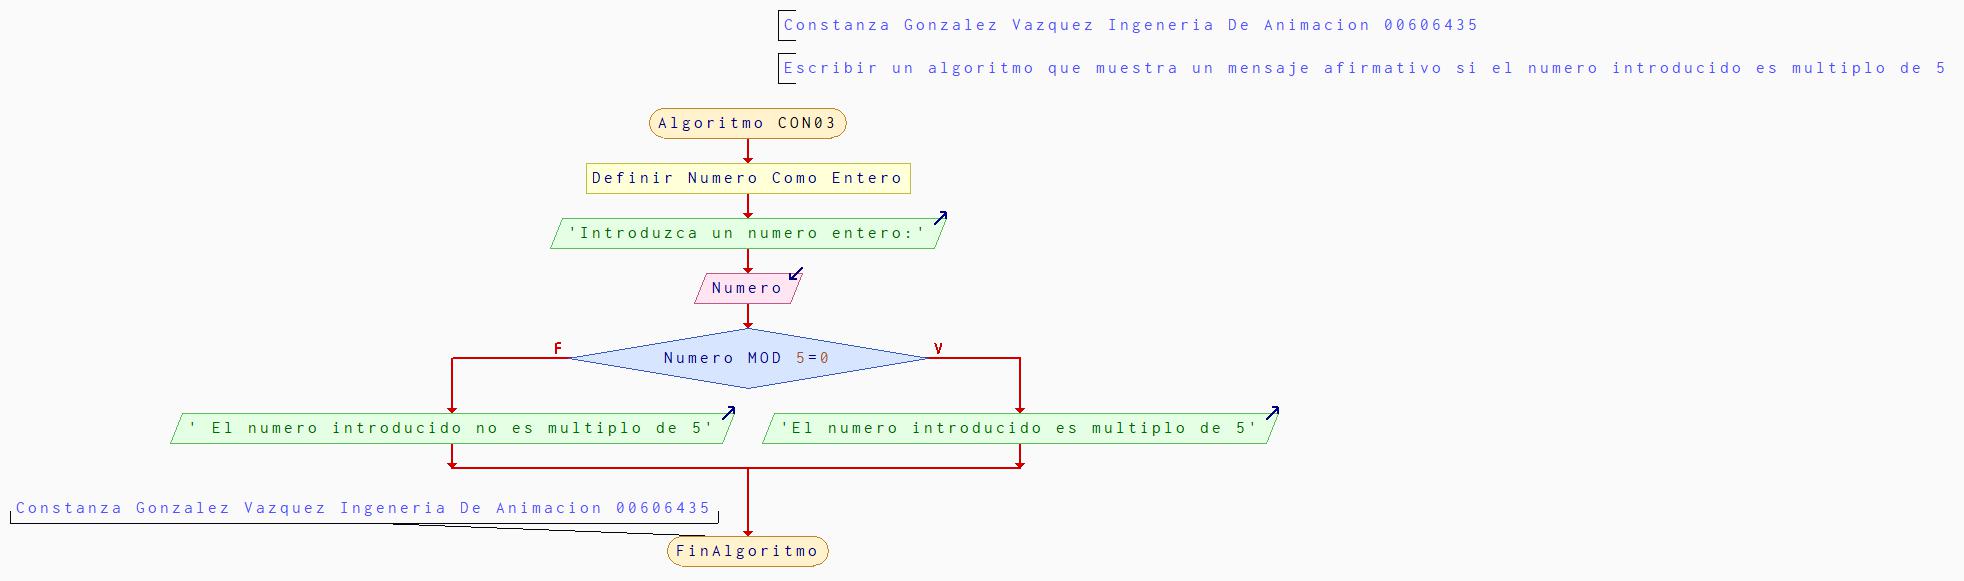 Constanza Gonzalez Vazquez Ingeneria De Animacion 00606435
Escribir un algoritmo que muestra un mensaje afirmativo si el numero introducido es multiplo de 5
Algoritmo CON03
Definir Numero Como Entero
'Introduzca un numero entero:'
Numero
F
V
Numero MOD 5=0
' El numero introducido no es multiplo de 5'
'El numero introducido es multiplo de 5'
Constanza Gonzalez Vazquez Ingeneria De Animacion 00606435
FinAlgoritmo